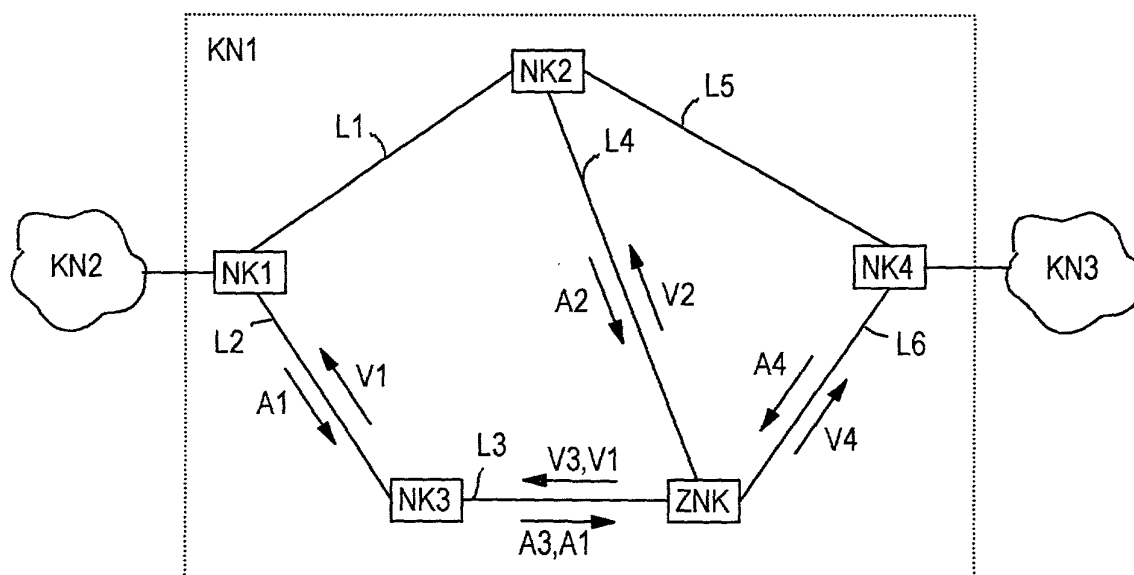 KN1
NK2
L5
L1
L4
KN2
NK1
NK4
KN3
A2
V2
L2
L6
A1
V1
A4
V4
L3
V3,V1
NK3
ZNK
A3,A1